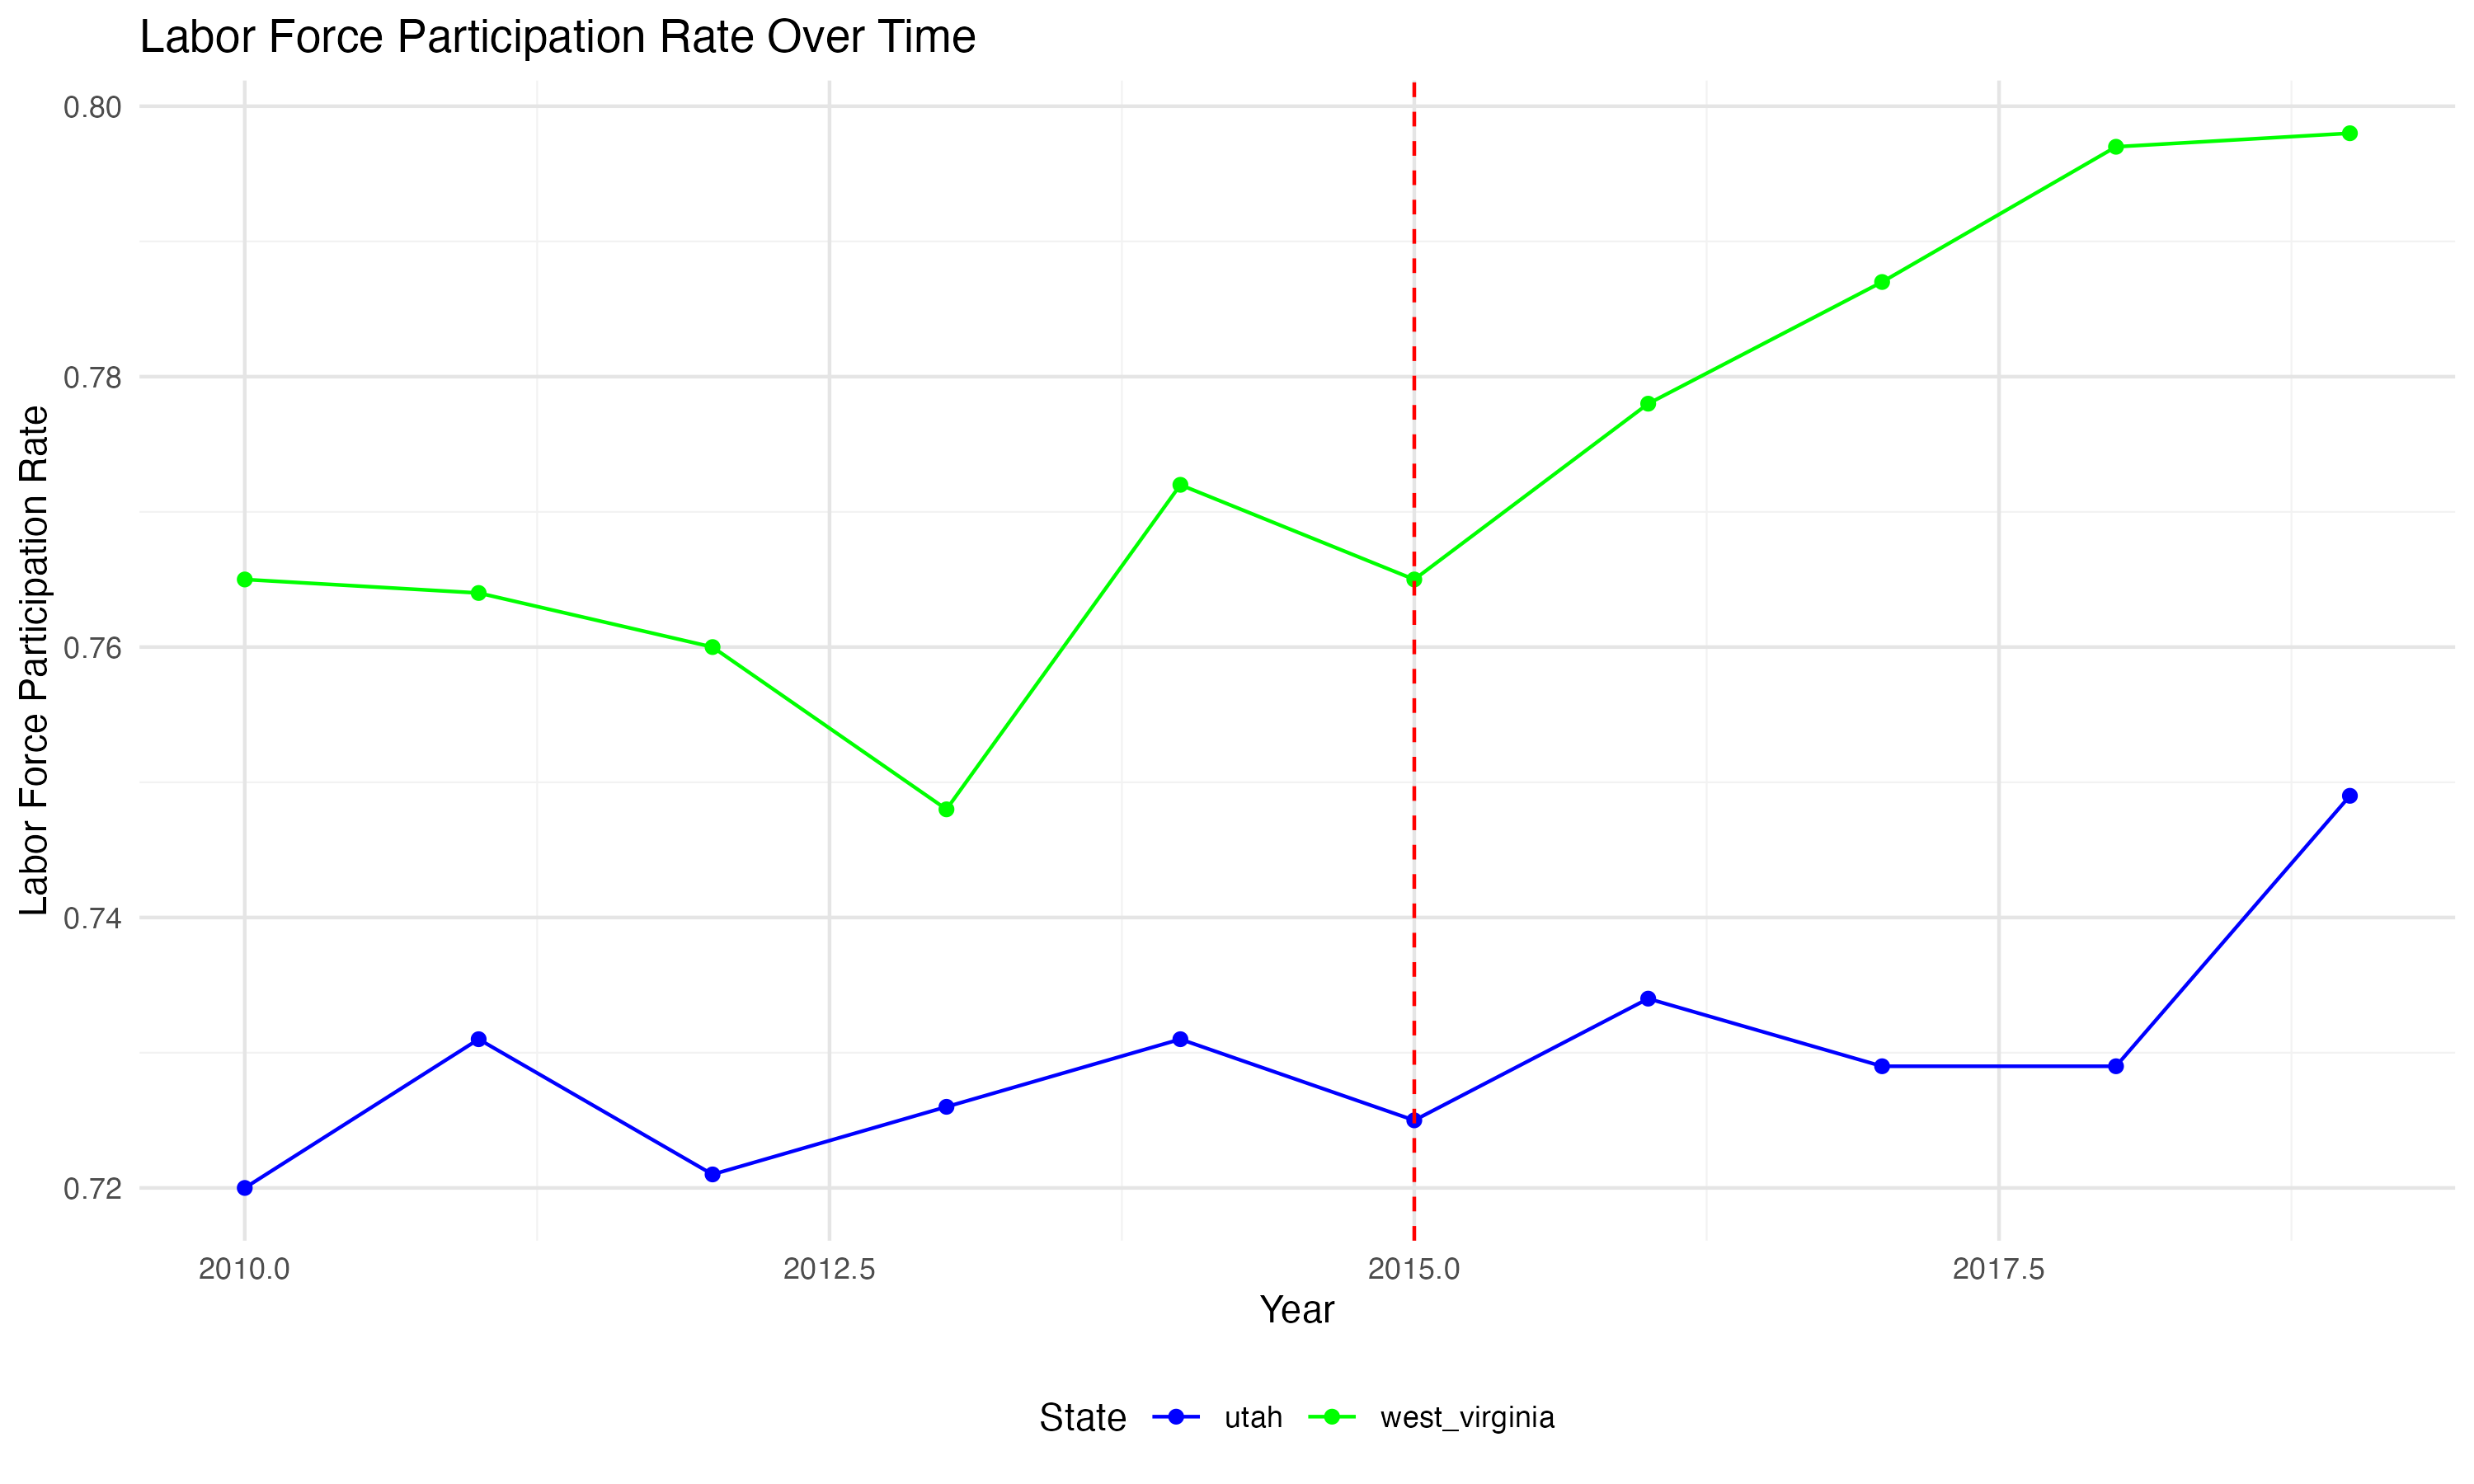 Labor Force Participation Rate Over Time
Labor Force Participation Rate
0.80
0.78
0.76
0.74
0.72
2010.0 2012.5 2015.0 2017.5
Year
State utah west_virginia